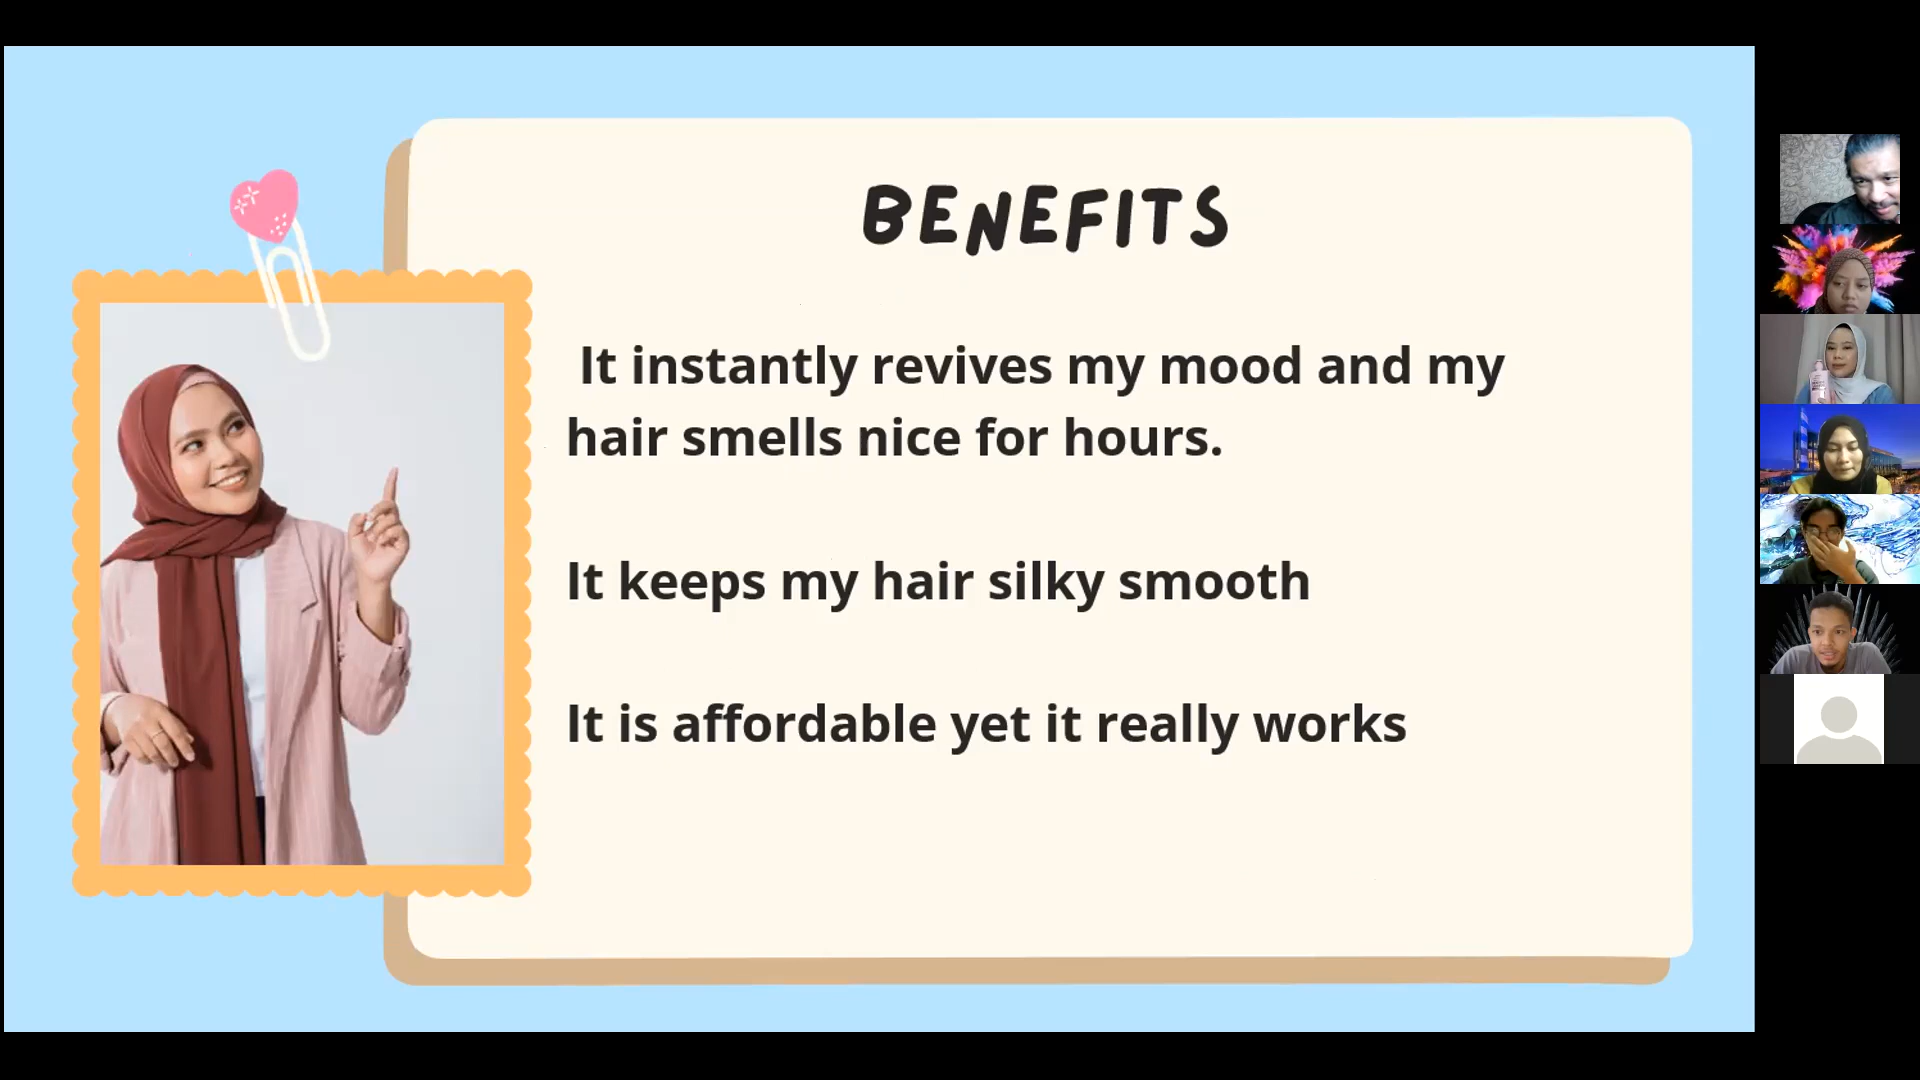 BENEFITS
It instantly revives my mood and my
hair smells nice for hours.
It keeps my hair silky smooth
It is affordable yet it really works